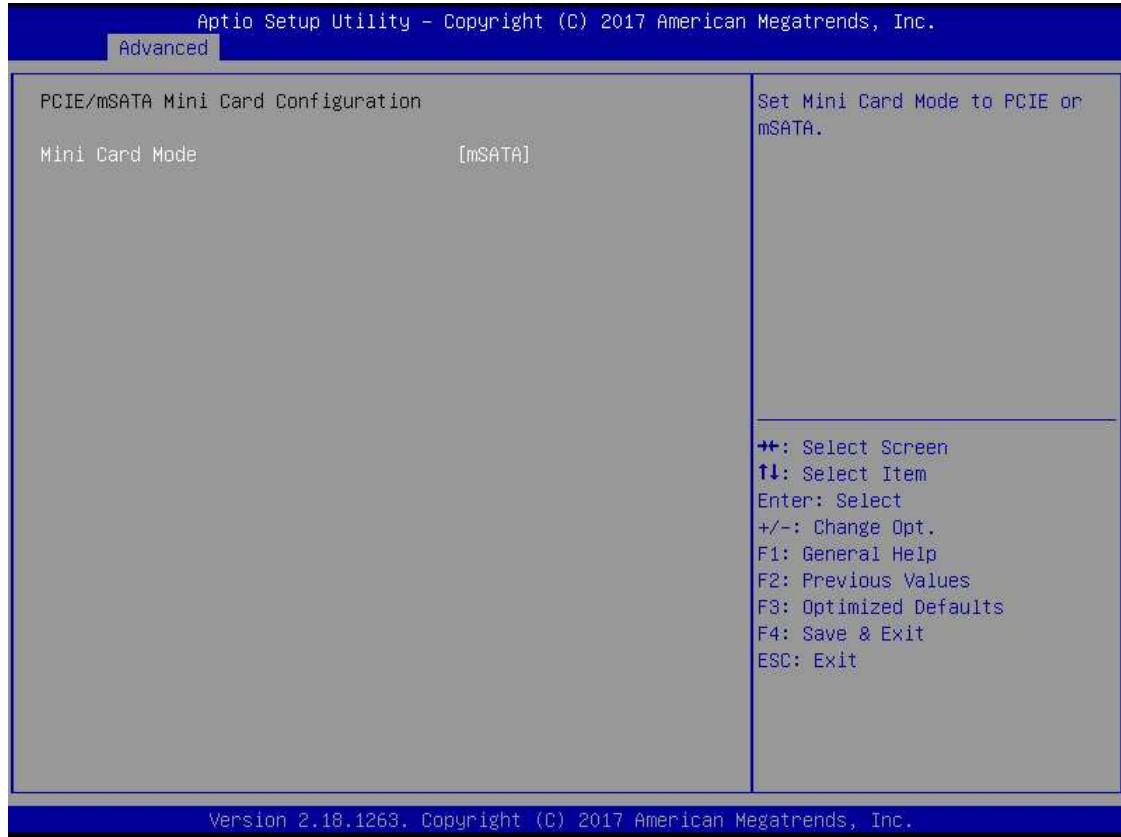 Aptio Setup Utility – Copyright (C) 2017 American Megatrends, Inc.
Advanced
PCIE/mSATA Mini Card Configuration
Mini Card Mode [mSATA]
Set Mini Card Mode to PCIE or
mSATA.
→←: Select Screen
↑↓: Select Item
Enter: Select
+/-: Change Opt.
F1: General Help
F2: Previous Values
F3: Optimized Defaults
F4: Save & Exit
ESC: Exit
Version 2.18.1263. Copyright (C) 2017 American Megatrends, Inc.